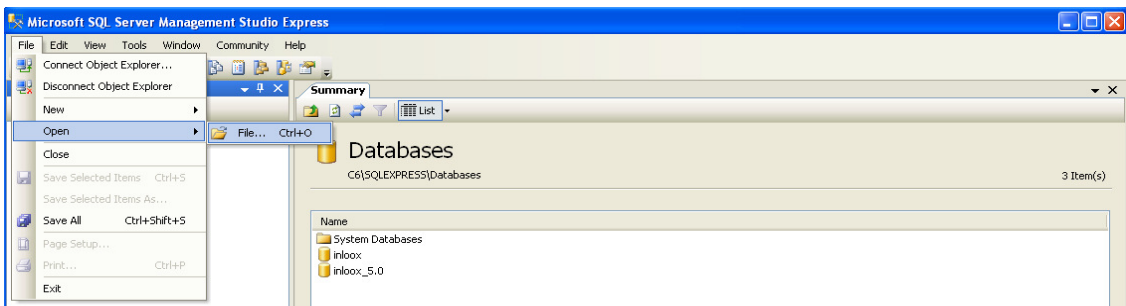 Microsoft SQL Server Management Studio Express
File Edit View Tools Window Community Help
Connect Object Explorer...
Disconnect Object Explorer
New
Open
File... Ctrl+O
Close
Save Selected Items Ctrl+S
Save Selected Items As...
Save All Ctrl+Shift+S
Page Setup...
Print... Ctrl+P
Exit
Summary
List
Databases
C6\SQLEXPRESS\Databases 3 Item(s)
Name
System Databases
inloox
inloox_5.0